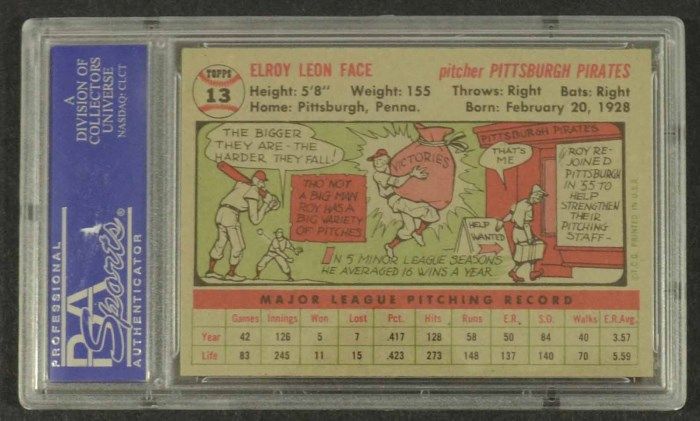 A
DIVISION OF
COLLECTORS
UNIVERSE
NASDAQ: CLCT
PROFESSIONAL
PSA
Sports
AUTHENTICATOR
TOPPS
13
ELROY LEON FACE pitcher PITTSBURGH PIRATES
Height: 5'8" Weight: 155 Throws: Right Bats: Right
Home: Pittsburgh, Penna. Born: February 20, 1928
THE BIGGER
THEY ARE - THE
HARDER THEY FALL!
THO' NOT
A BIG MAN
ROY HAS A
BIG VARIETY
OF PITCHES
VICTORIES
IN 5 MINOR LEAGUE SEASONS
HE AVERAGED 16 WINS A YEAR.
PITTSBURGH PIRATES
THAT'S
ME
HELP
WANTED
ROY RE-
JOINED
PITTSBURGH
IN '55 TO
HELP
STRENGTHEN
THEIR
PITCHING
STAFF-
©T.C.G. PRINTED IN U.S.A.
MAJOR LEAGUE PITCHING RECORD
Games Innings Won Lost Pct. Hits Runs E.R. S.O. Walks E.R.Avg.
Year 42 126 5 7 .417 128 58 50 84 40 3.57
Life 83 245 11 15 .423 273 148 137 140 70 5.59